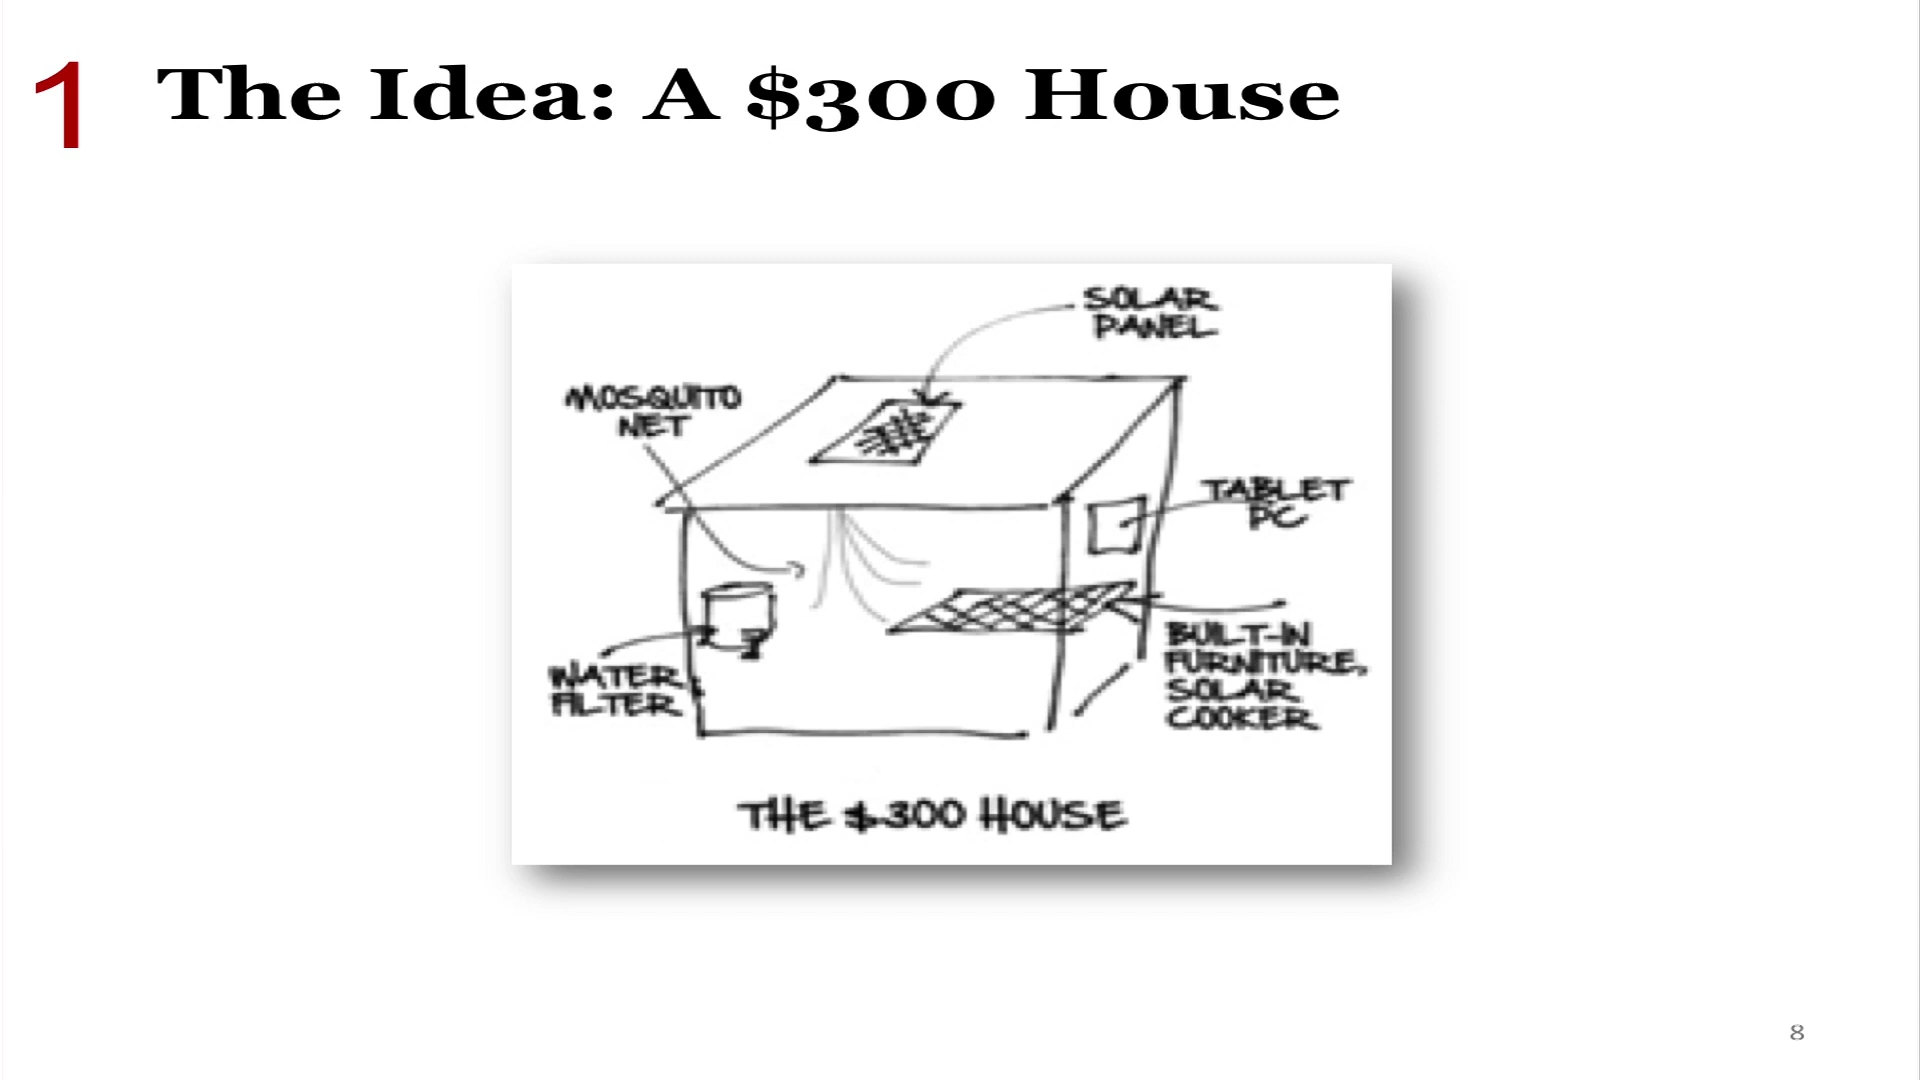 1 The Idea: A $300 House
SOLAR
PANEL
MOSQUITO
NET
TABLET
PC
WATER
FILTER
BUILT-IN
FURNITURE,
SOLAR
COOKER
THE $300 HOUSE
8